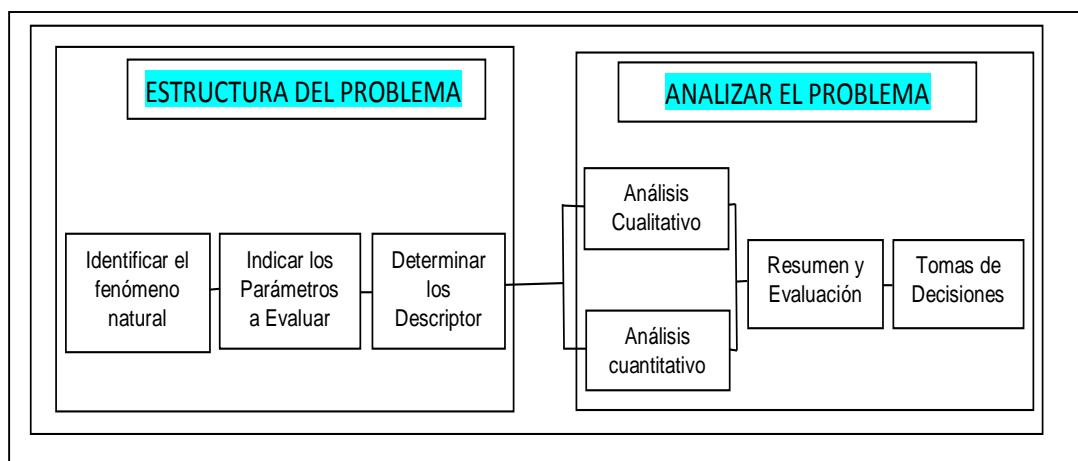 ESTRUCTURA DEL PROBLEMA
Identificar el
fenómeno
natural
Indicar los
Parámetros
a Evaluar
Determinar
los
Descriptor
ANALIZAR EL PROBLEMA
Análisis
Cualitativo
Análisis
cuantitativo
Resumen y
Evaluación
Tomas de
Decisiones